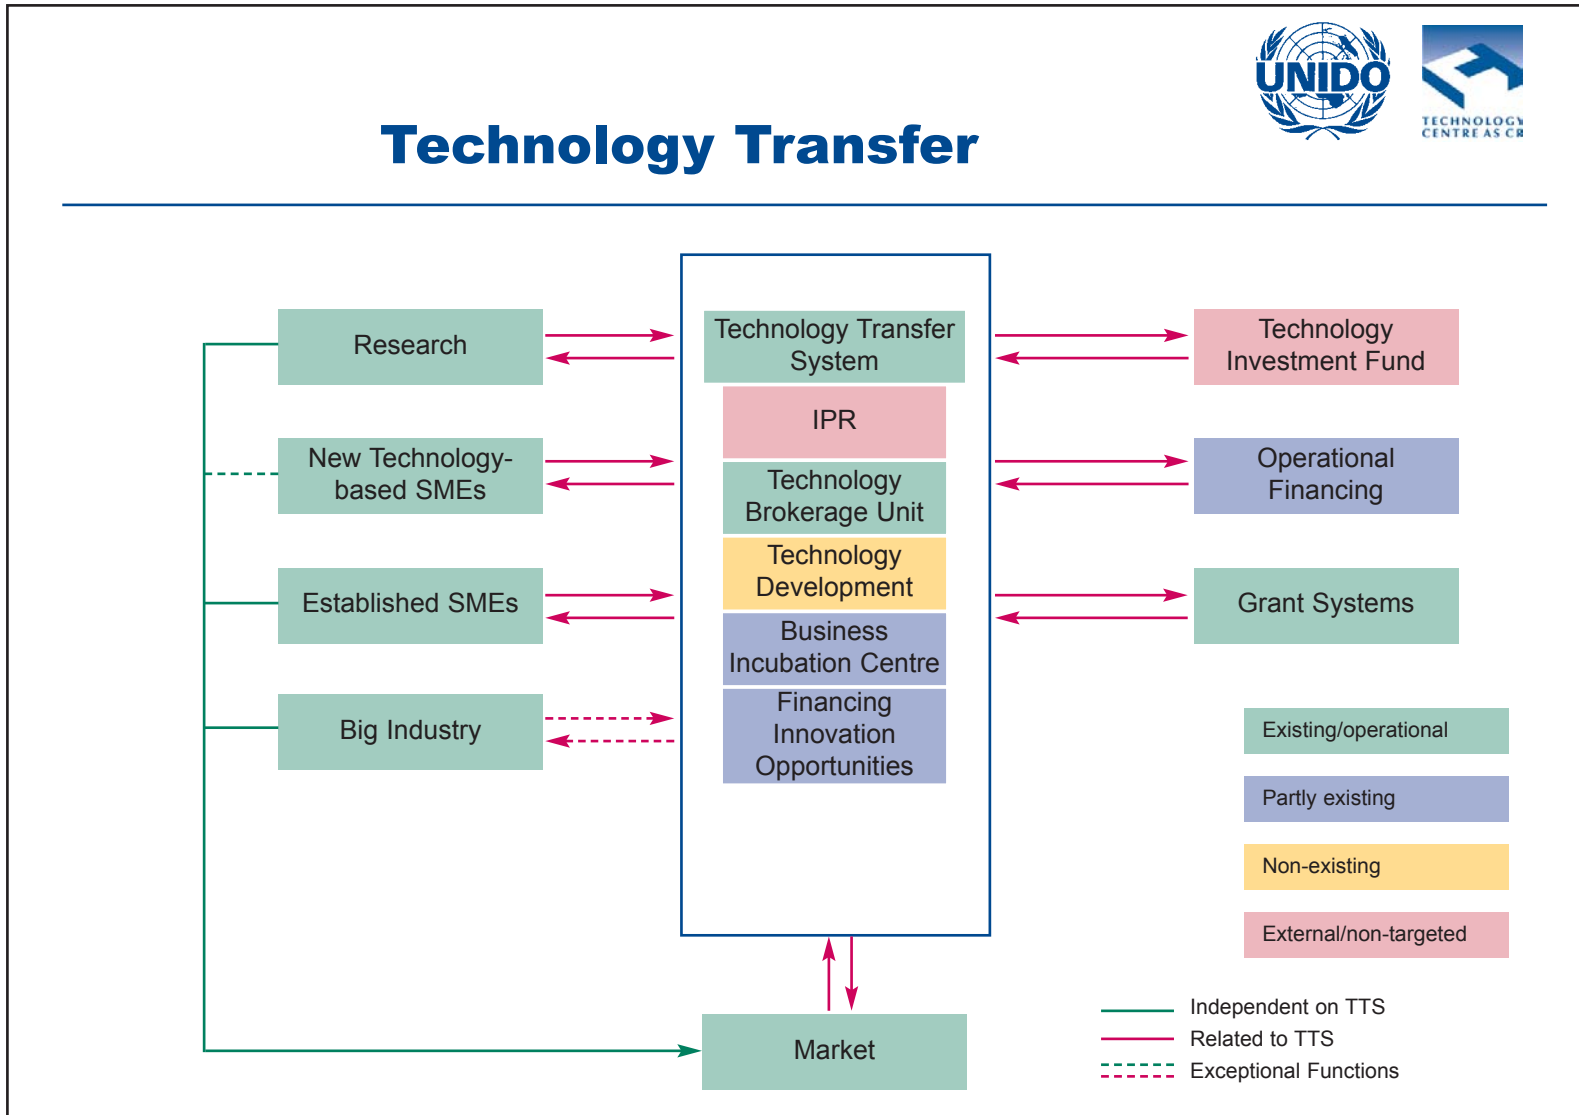 UNIDO
TECHNOLOGY
CENTRE AS CR
Technology Transfer
Research
New Technology-
based SMEs
Established SMEs
Big Industry
Technology Transfer
System
IPR
Technology
Brokerage Unit
Technology
Development
Business
Incubation Centre
Financing
Innovation
Opportunities
Technology
Investment Fund
Operational
Financing
Grant Systems
Existing/operational
Partly existing
Non-existing
External/non-targeted
Market
Independent on TTS
Related to TTS
Exceptional Functions